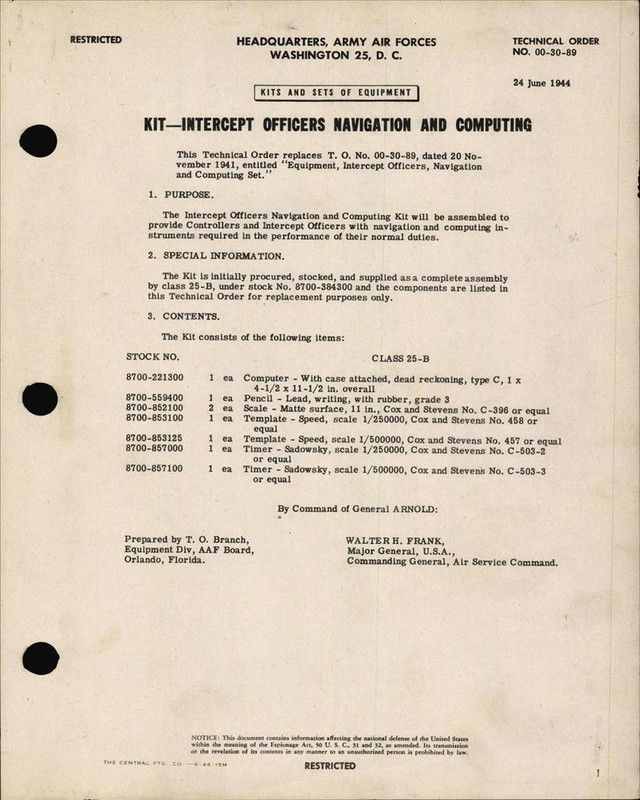 RESTRICTED
HEADQUARTERS, ARMY AIR FORCES
WASHINGTON 25, D. C.
TECHNICAL ORDER
NO. 00-30-89
24 June 1944
KITS AND SETS OF EQUIPMENT
KIT—INTERCEPT OFFICERS NAVIGATION AND COMPUTING
This Technical Order replaces T. O. No. 00-30-89, dated 20 No-
vember 1941, entitled "Equipment, Intercept Officers, Navigation
and Computing Set."
1. PURPOSE.
The Intercept Officers Navigation and Computing Kit will be assembled to
provide Controllers and Intercept Officers with navigation and computing in-
struments required in the performance of their normal duties.
2. SPECIAL INFORMATION.
The Kit is initially procured, stocked, and supplied as a complete assembly
by class 25-B, under stock No. 8700-384300 and the components are listed in
this Technical Order for replacement purposes only.
3. CONTENTS.
The Kit consists of the following items:
STOCK NO. CLASS 25-B
8700-221300 1 ea Computer - With case attached, dead reckoning, type C, 1 x
4-1/2 x 11-1/2 in. overall
8700-559400 1 ea Pencil - Lead, writing, with rubber, grade 3
8700-852100 2 ea Scale - Matte surface, 11 in., Cox and Stevens No. C-396 or equal
8700-853100 1 ea Template - Speed, scale 1/250000, Cox and Stevens No. 458 or
equal
8700-853125 1 ea Template - Speed, scale 1/500000, Cox and Stevens No. 457 or equal
8700-857000 1 ea Timer - Sadowsky, scale 1/250000, Cox and Stevens No. C-503-2
or equal
8700-857100 1 ea Timer - Sadowsky, scale 1/500000, Cox and Stevens No. C-503-3
or equal
By Command of General ARNOLD:
Prepared by T. O. Branch,
Equipment Div, AAF Board,
Orlando, Florida.
WALTER H. FRANK,
Major General, U.S.A.,
Commanding General, Air Service Command.
NOTICE: This document contains information affecting the national defense of the United States
within the meaning of the Espionage Act, 50 U. S. C., 31 and 32, as amended. Its transmission
or the revelation of its contents in any manner to an unauthorized person is prohibited by law.
THE CENTRAL PTG. CO.—6-44-15M
RESTRICTED
1